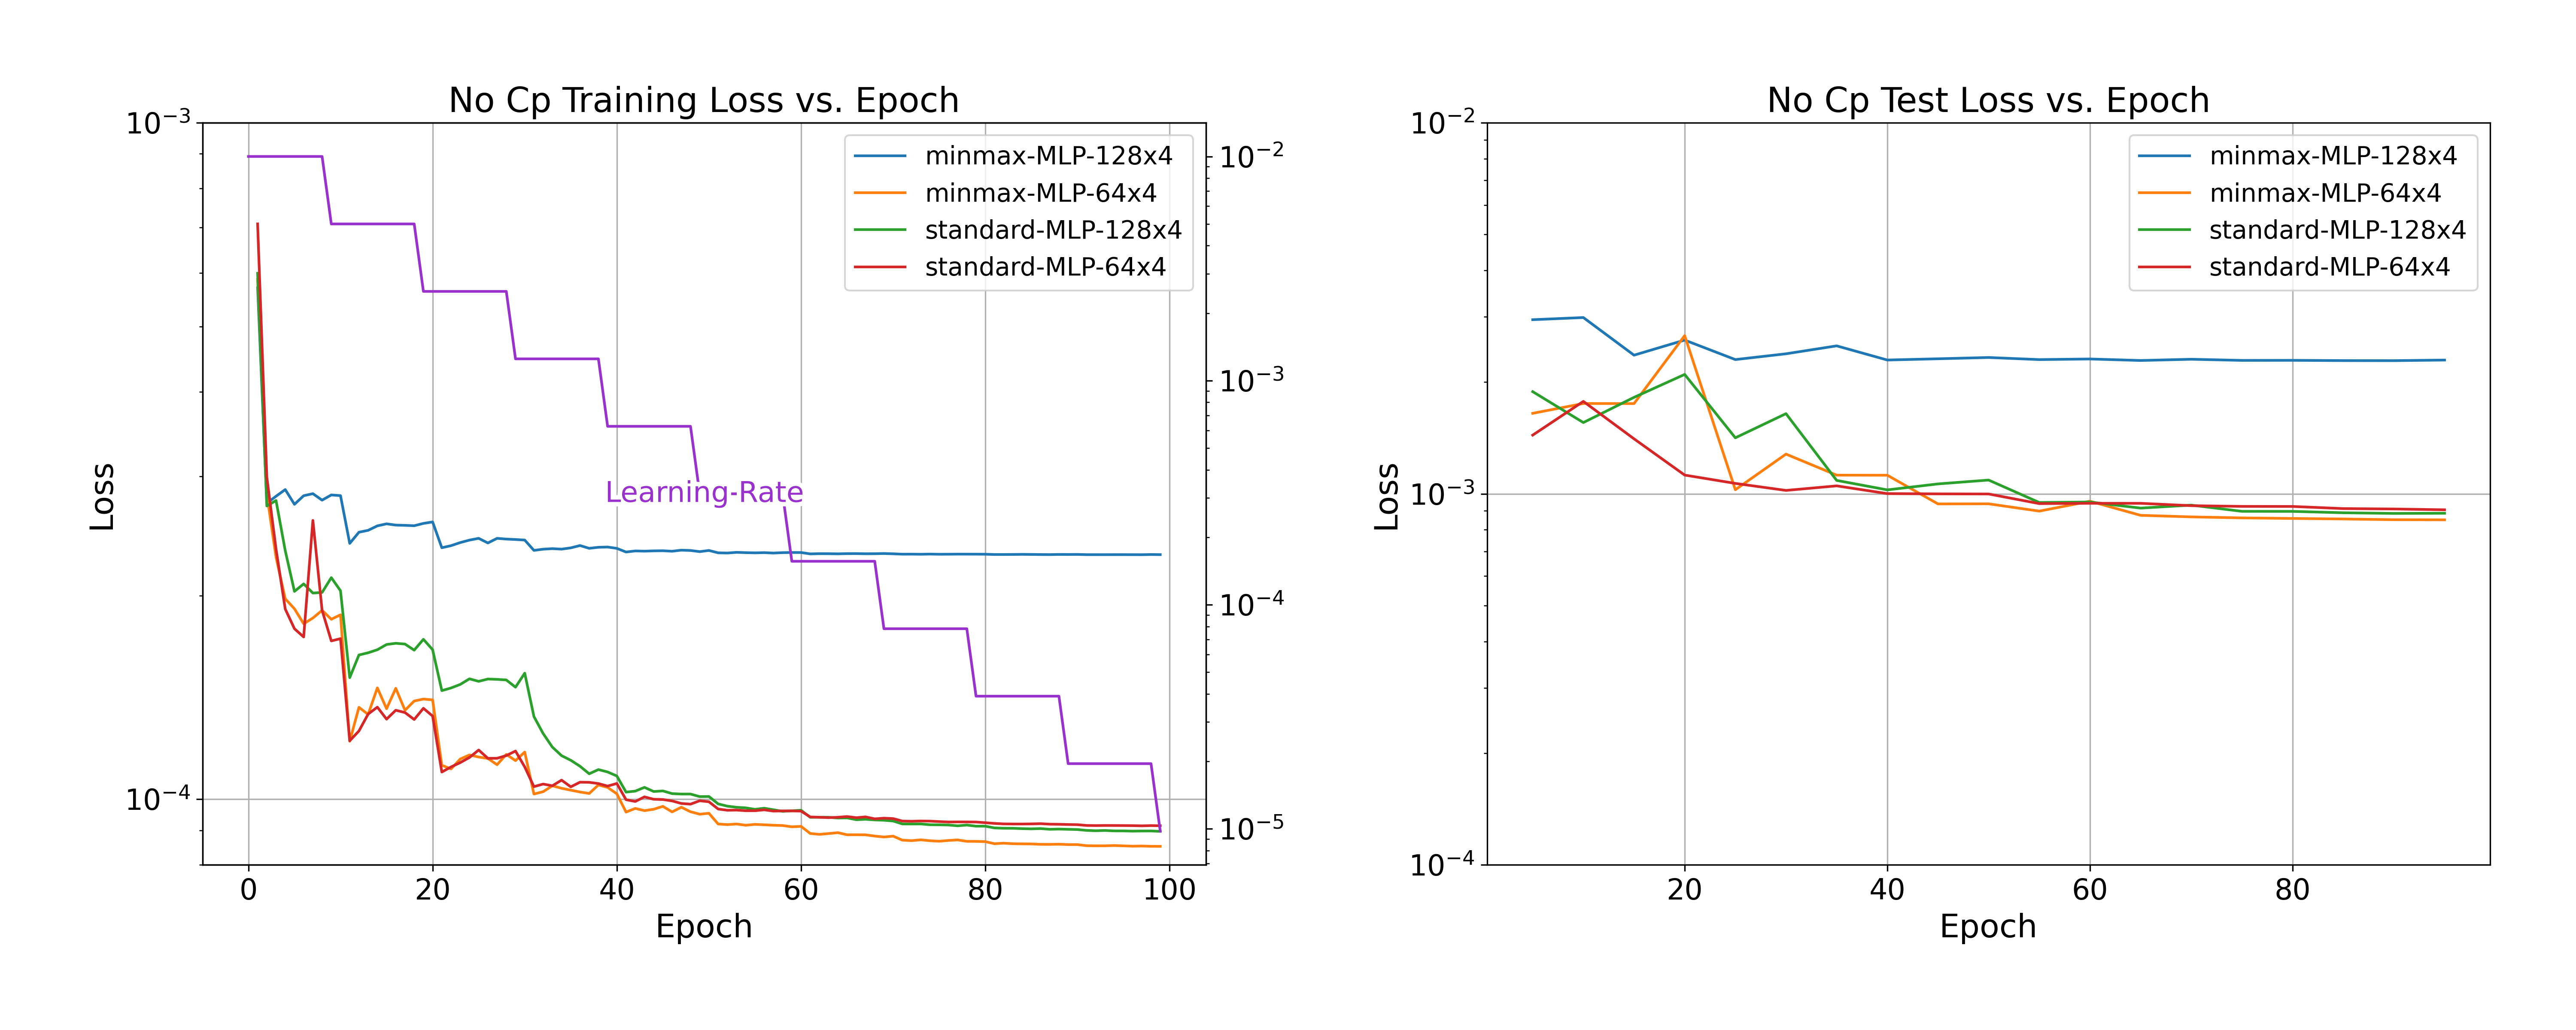 No Cp Training Loss vs. Epoch
10⁻³
10⁻⁴
Loss
minmax-MLP-128x4
minmax-MLP-64x4
standard-MLP-128x4
standard-MLP-64x4
Learning-Rate
10⁻²
10⁻³
10⁻⁴
10⁻⁵
0 20 40 60 80 100
Epoch
No Cp Test Loss vs. Epoch
10⁻²
10⁻³
10⁻⁴
Loss
minmax-MLP-128x4
minmax-MLP-64x4
standard-MLP-128x4
standard-MLP-64x4
20 40 60 80
Epoch